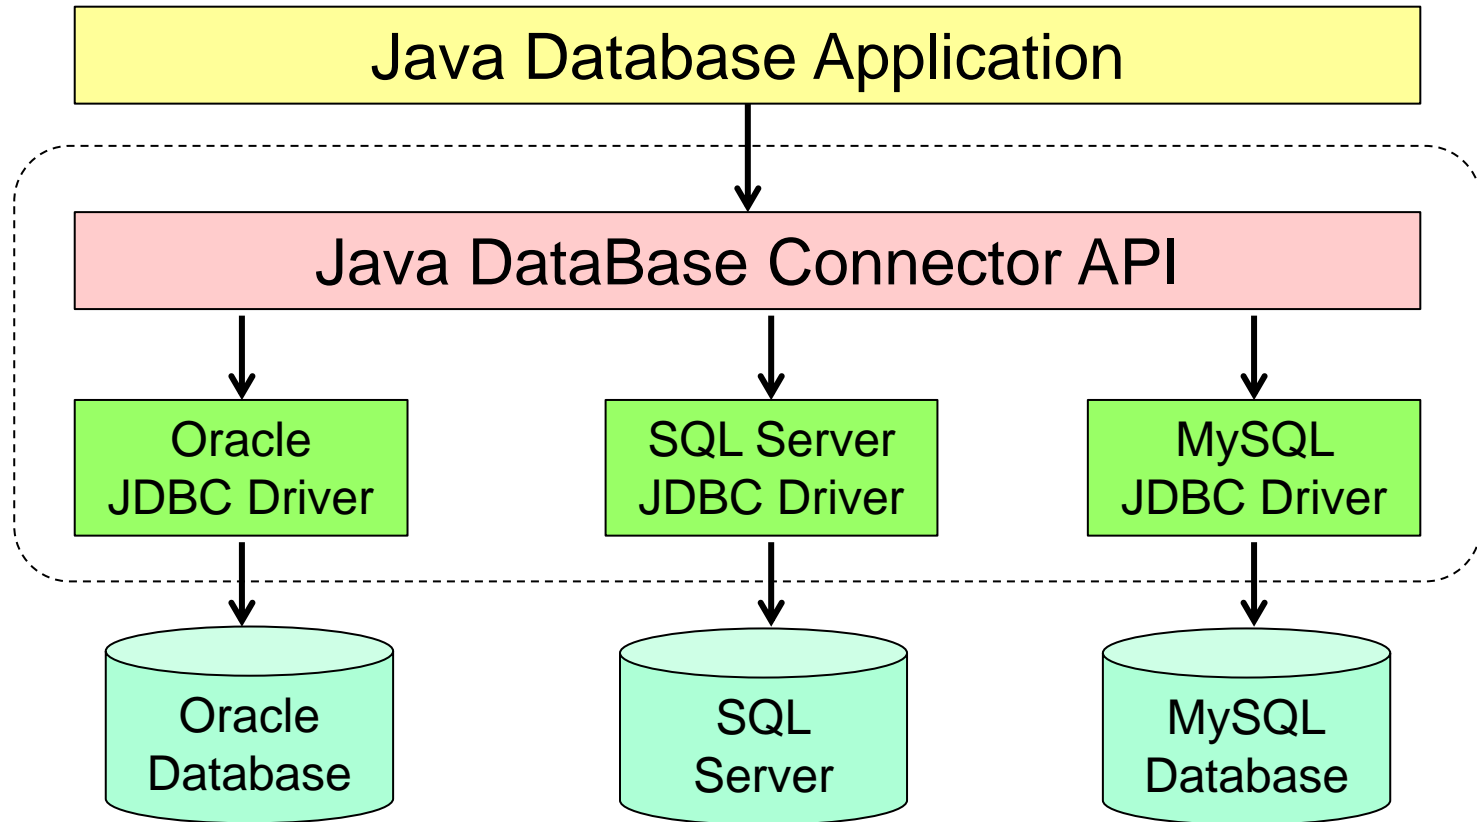 Java Database Application
Java DataBase Connector API
Oracle
JDBC Driver
SQL Server
JDBC Driver
MySQL
JDBC Driver
Oracle
Database
SQL
Server
MySQL
Database